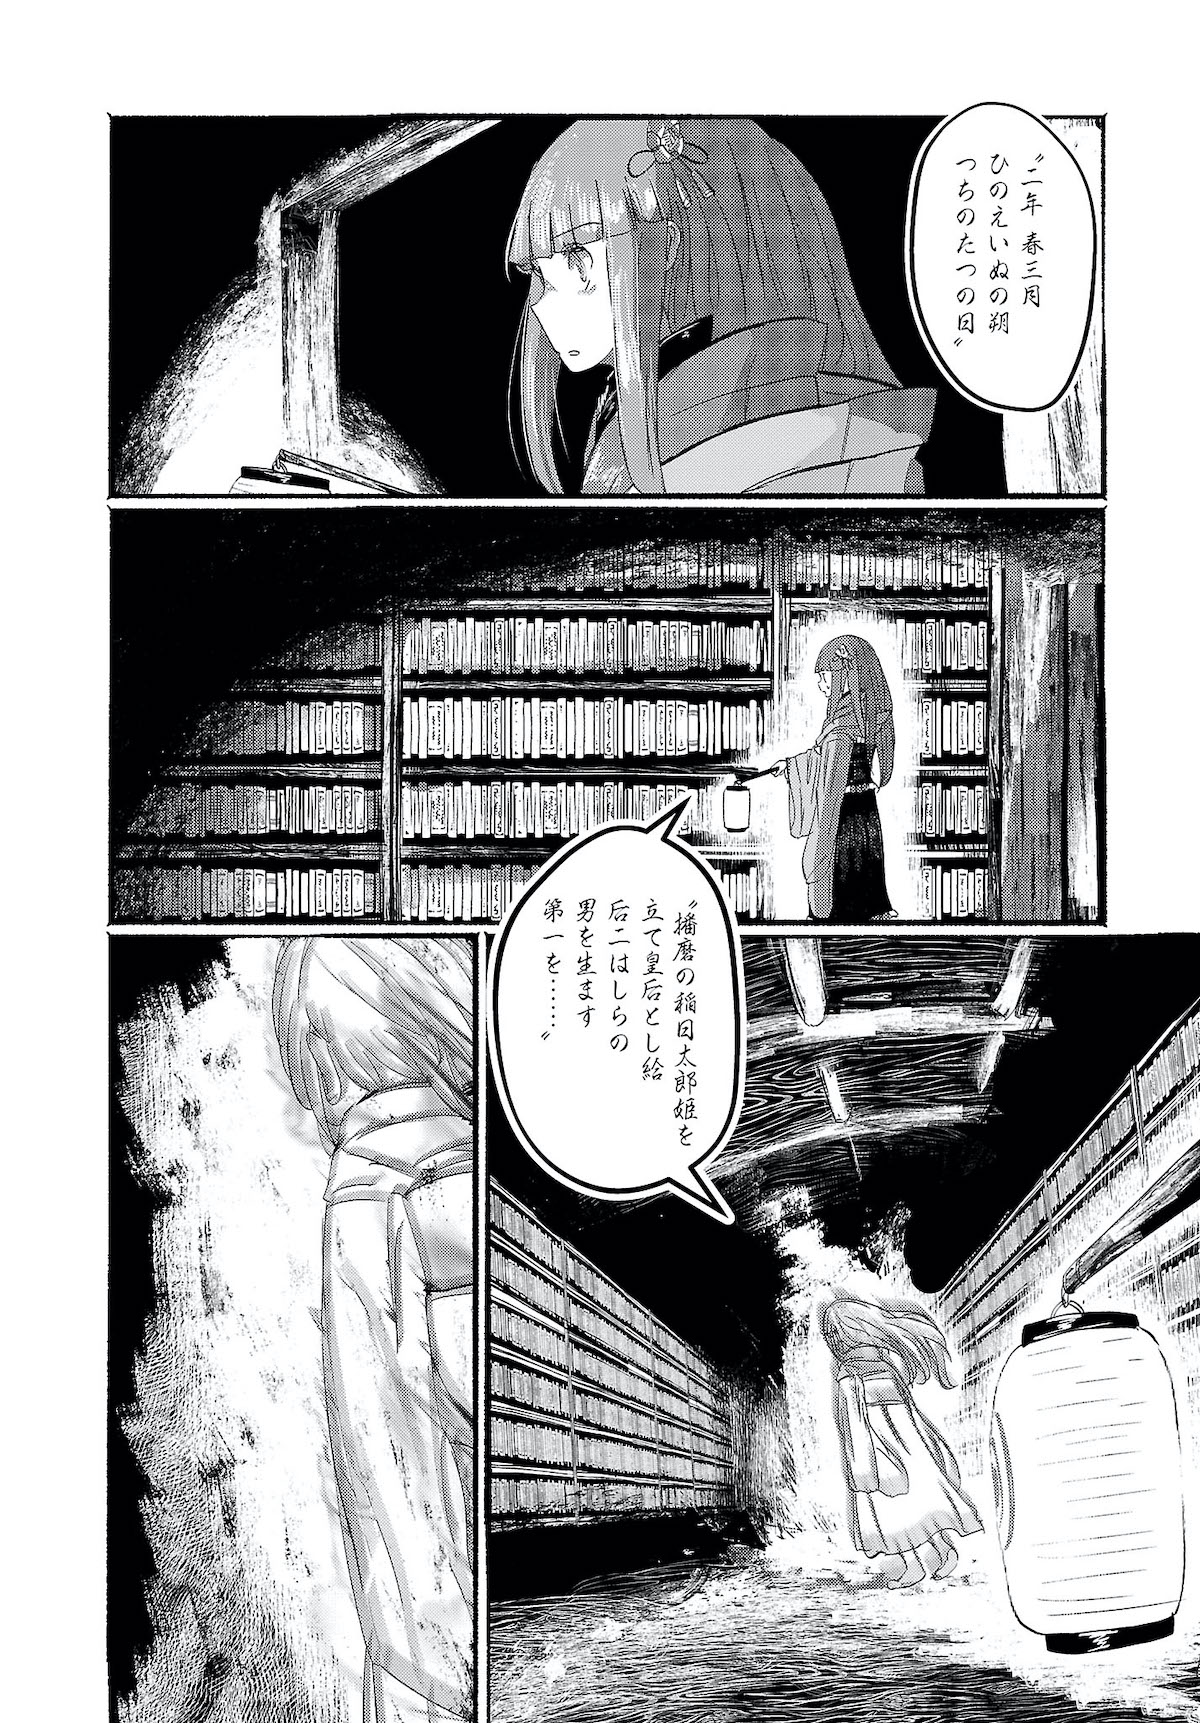 〝二年 春三月
ひのえいぬの朔
つちのたつの日〟
〝播磨の稲日太郎姫を
立て皇后とし給
后二はしらの
男を生ます
第一を……〟